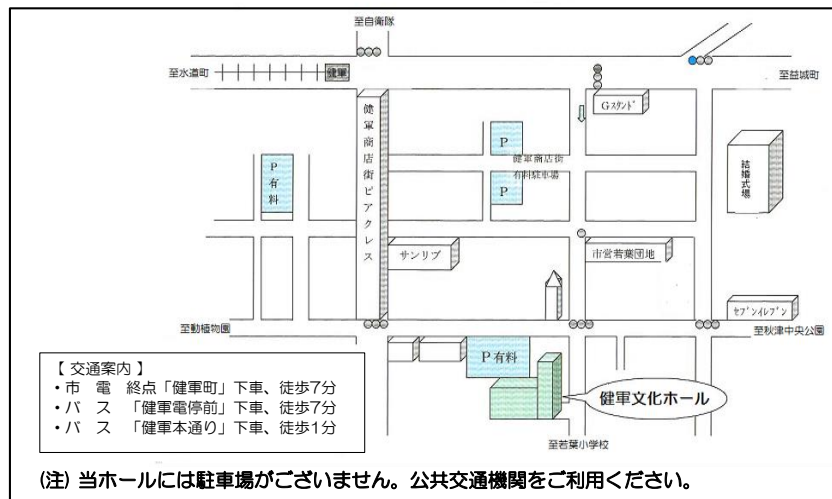 至自衛隊
至水道町
健軍
至益城町
Gスタンド
健軍商店街ピアクレス
P
健軍商店街
有料駐車場
P
P有料
結婚式場
サンリブ
市営若葉団地
セブンイレブン
至動植物園
至秋津中央公園
P有料
健軍文化ホール
至若葉小学校
【 交通案内 】
・市　電　終点「健軍町」下車、徒歩7分
・バ　ス　「健軍電停前」下車、徒歩7分
・バ　ス　「健軍本通り」下車、徒歩1分
(注) 当ホールには駐車場がございません。公共交通機関をご利用ください。